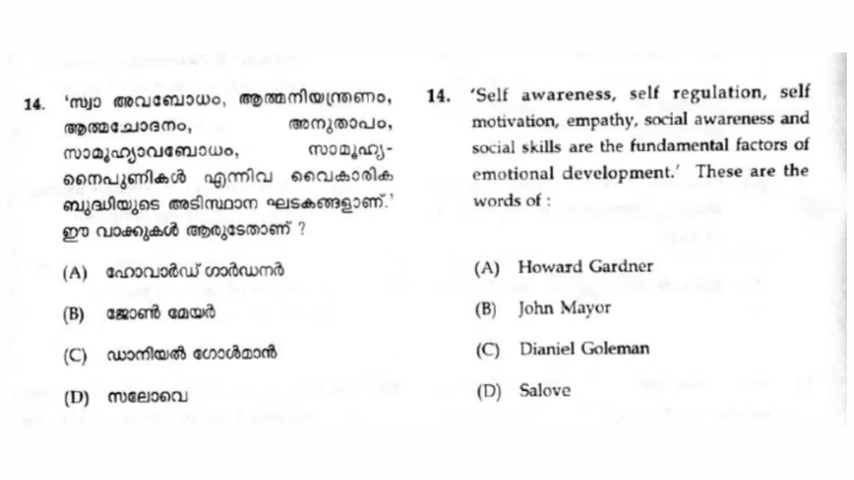 14. 'സ്വാ അവബോധം, ആത്മനിയന്ത്രണം,
ആത്മചോദനം, അനുതാപം,
സാമൂഹ്യാവബോധം, സാമൂഹ്യ-
നൈപുണികൾ എന്നിവ വൈകാരിക
ബുദ്ധിയുടെ അടിസ്ഥാന ഘടകങ്ങളാണ്.'
ഈ വാക്കുകൾ ആരുടേതാണ് ?
(A) ഹോവാർഡ് ഗാർഡനർ
(B) ജോൺ മേയർ
(C) ഡാനിയൽ ഗോൾമാൻ
(D) സലോവെ
14. 'Self awareness, self regulation, self
motivation, empathy, social awareness and
social skills are the fundamental factors of
emotional development.' These are the
words of :
(A) Howard Gardner
(B) John Mayor
(C) Dianiel Goleman
(D) Salove